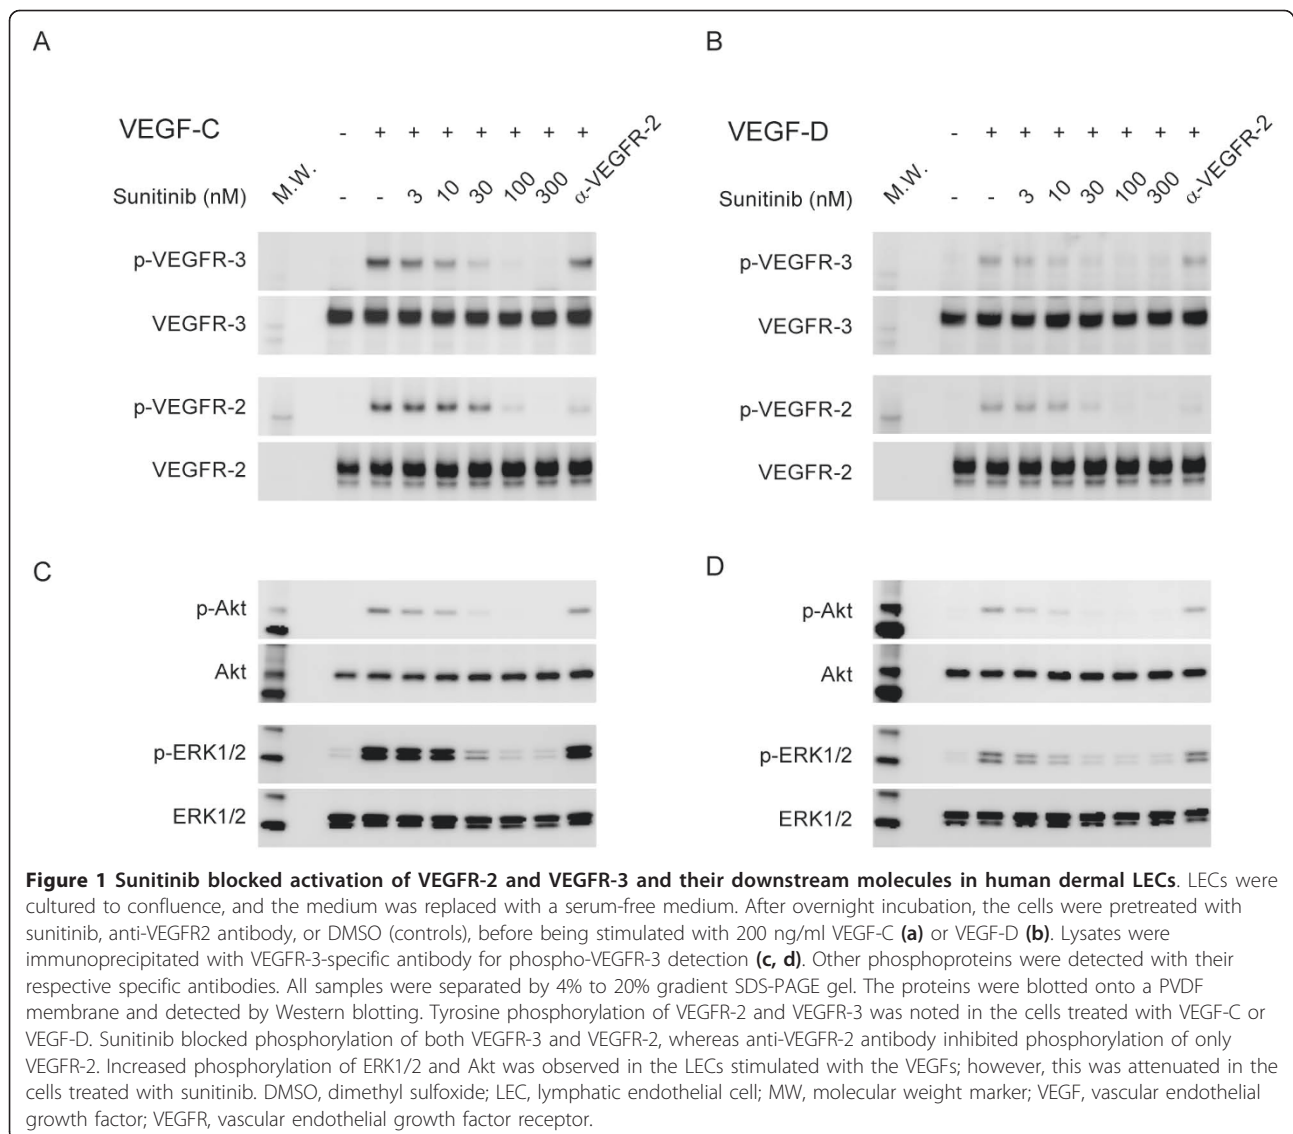 A
VEGF-C - + + + + + + +
Sunitinib (nM) M.W. - - 3 10 30 100 300 α-VEGFR-2
p-VEGFR-3
VEGFR-3
p-VEGFR-2
VEGFR-2
B
VEGF-D - + + + + + + +
Sunitinib (nM) M.W. - - 3 10 30 100 300 α-VEGFR-2
p-VEGFR-3
VEGFR-3
p-VEGFR-2
VEGFR-2
C
p-Akt
Akt
p-ERK1/2
ERK1/2
D
p-Akt
Akt
p-ERK1/2
ERK1/2
Figure 1 Sunitinib blocked activation of VEGFR-2 and VEGFR-3 and their downstream molecules in human dermal LECs. LECs were
cultured to confluence, and the medium was replaced with a serum-free medium. After overnight incubation, the cells were pretreated with
sunitinib, anti-VEGFR2 antibody, or DMSO (controls), before being stimulated with 200 ng/ml VEGF-C (a) or VEGF-D (b). Lysates were
immunoprecipitated with VEGFR-3-specific antibody for phospho-VEGFR-3 detection (c, d). Other phosphoproteins were detected with their
respective specific antibodies. All samples were separated by 4% to 20% gradient SDS-PAGE gel. The proteins were blotted onto a PVDF
membrane and detected by Western blotting. Tyrosine phosphorylation of VEGFR-2 and VEGFR-3 was noted in the cells treated with VEGF-C or
VEGF-D. Sunitinib blocked phosphorylation of both VEGFR-3 and VEGFR-2, whereas anti-VEGFR-2 antibody inhibited phosphorylation of only
VEGFR-2. Increased phosphorylation of ERK1/2 and Akt was observed in the LECs stimulated with the VEGFs; however, this was attenuated in the
cells treated with sunitinib. DMSO, dimethyl sulfoxide; LEC, lymphatic endothelial cell; MW, molecular weight marker; VEGF, vascular endothelial
growth factor; VEGFR, vascular endothelial growth factor receptor.